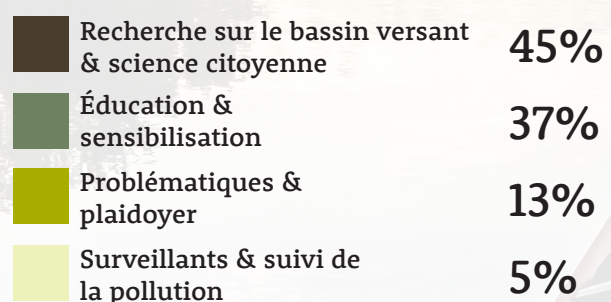 Recherche sur le bassin versant
& science citoyenne
45%
Éducation &
sensibilisation
37%
Problématiques &
plaidoyer
13%
Surveillants & suivi de
la pollution
5%